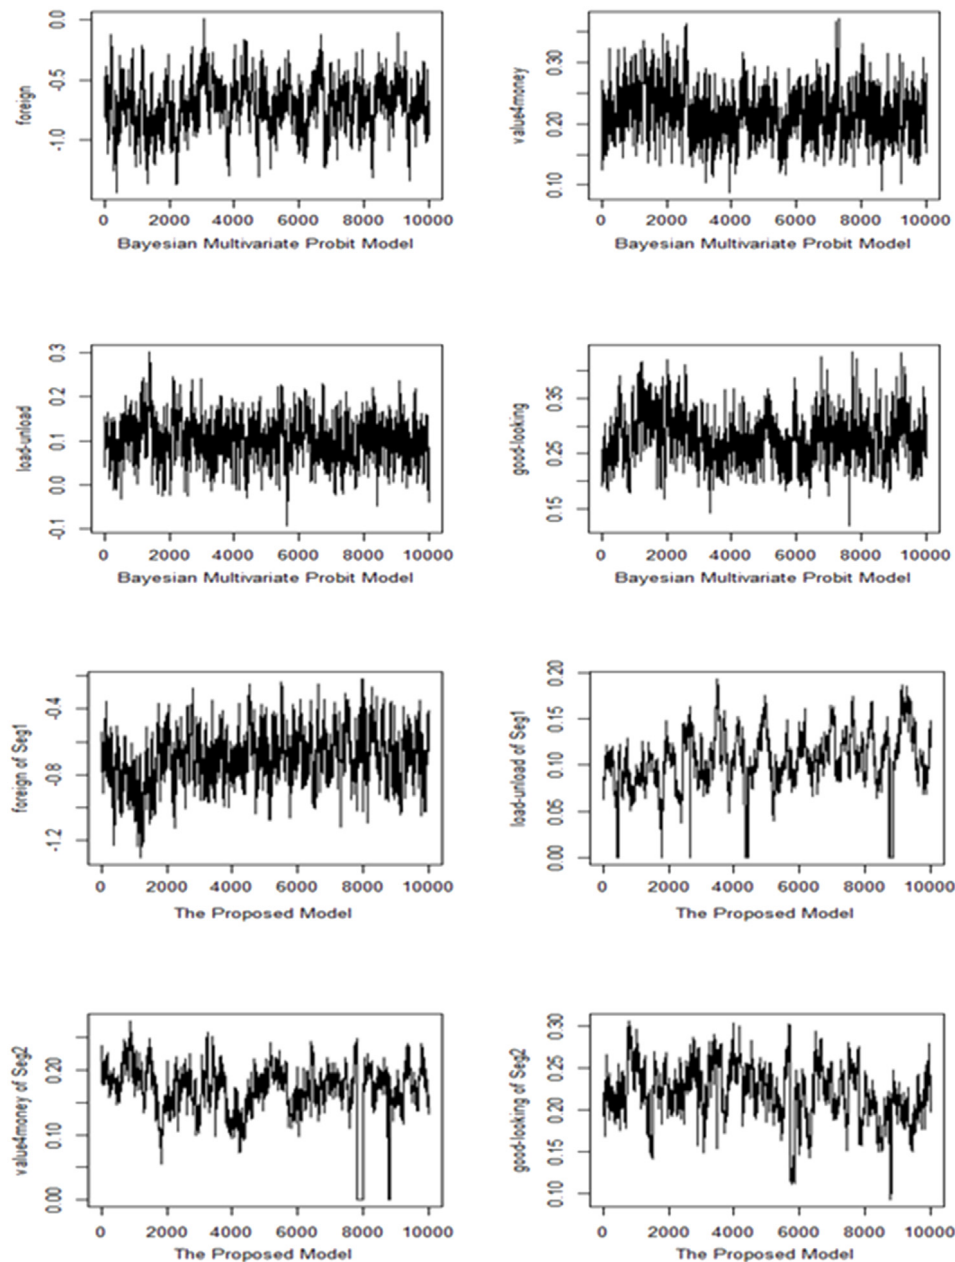 foreign
0.0
-0.5
-1.0
0 2000 4000 6000 8000 10000
Bayesian Multivariate Probit Model
value4money
0.30
0.20
0.10
0 2000 4000 6000 8000 10000
Bayesian Multivariate Probit Model
load-unload
0.3
0.2
0.1
0.0
-0.1
0 2000 4000 6000 8000 10000
Bayesian Multivariate Probit Model
good-looking
0.35
0.25
0.15
0 2000 4000 6000 8000 10000
Bayesian Multivariate Probit Model
foreign of Seg1
-0.4
-0.8
-1.2
0 2000 4000 6000 8000 10000
The Proposed Model
load-unload of Seg1
0.20
0.15
0.10
0.05
0.00
0 2000 4000 6000 8000 10000
The Proposed Model
value4money of Seg2
0.20
0.10
0.00
0 2000 4000 6000 8000 10000
The Proposed Model
good-looking of Seg2
0.30
0.25
0.20
0.15
0.10
0 2000 4000 6000 8000 10000
The Proposed Model